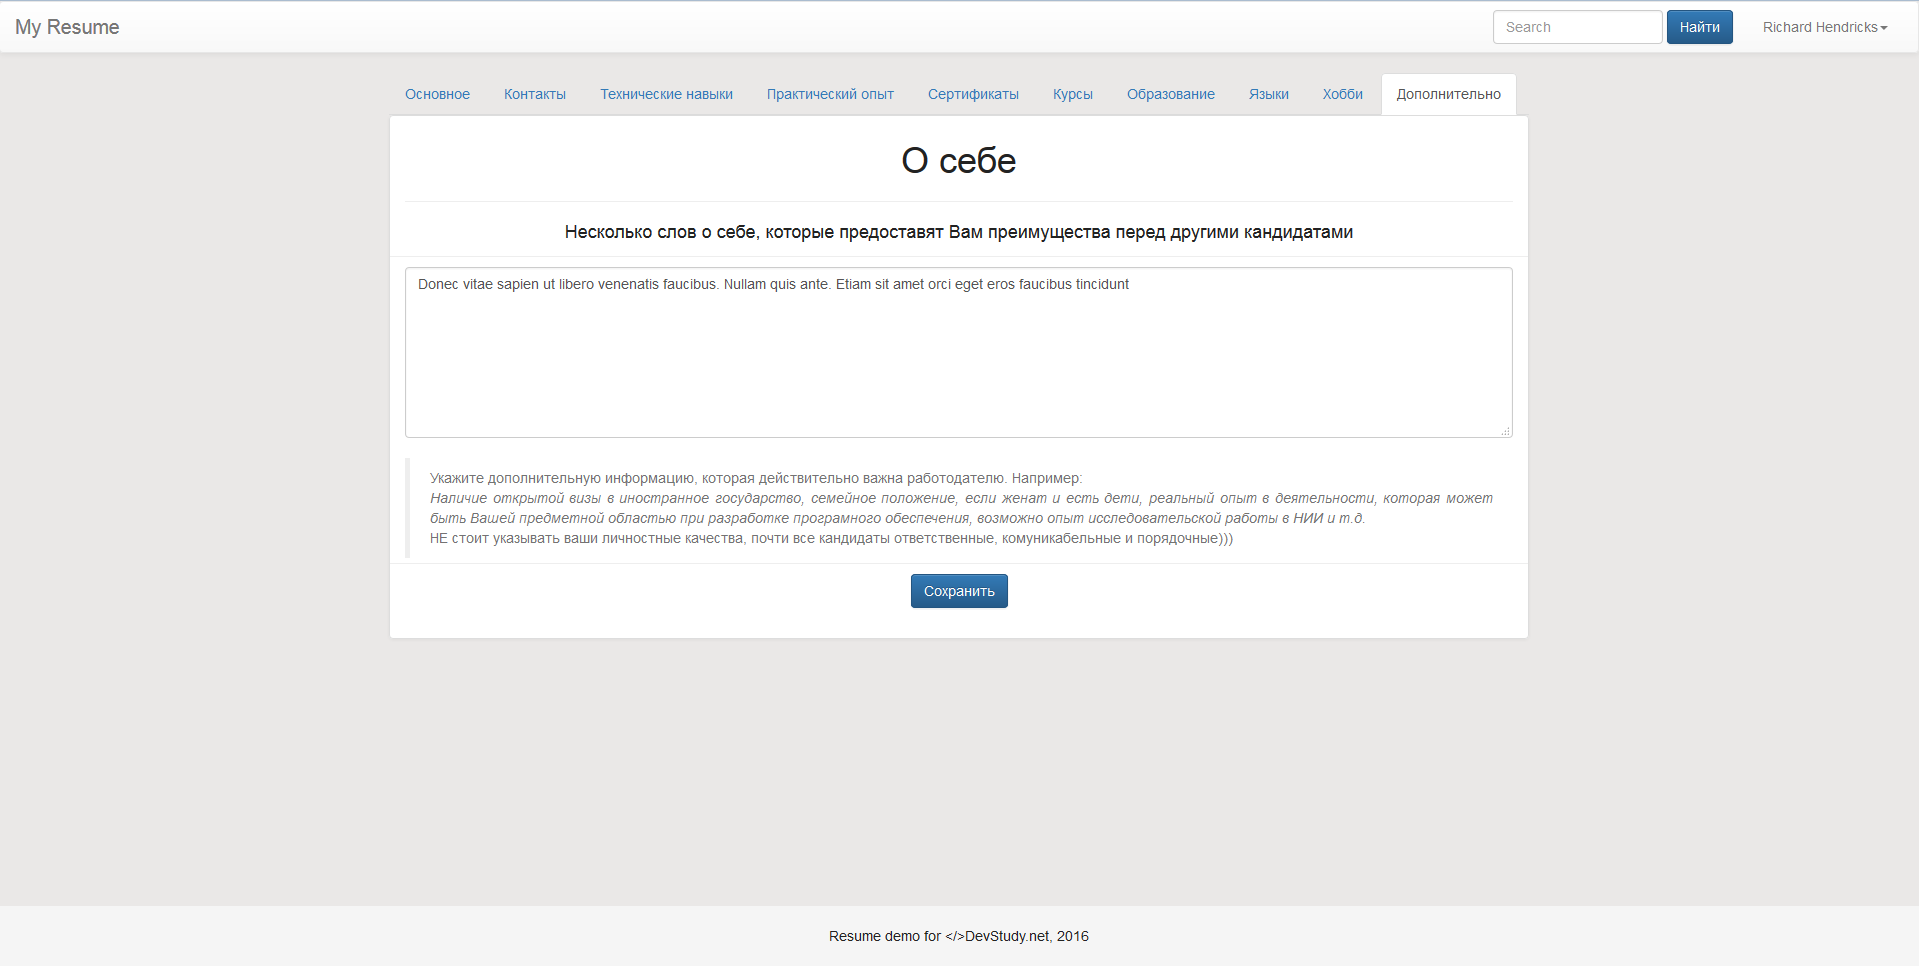 My Resume
Search
Найти
Richard Hendricks
Основное
Контакты
Технические навыки
Практический опыт
Сертификаты
Курсы
Образование
Языки
Хобби
Дополнительно
О себе
Несколько слов о себе, которые предоставят Вам преимущества перед другими кандидатами
Donec vitae sapien ut libero venenatis faucibus. Nullam quis ante. Etiam sit amet orci eget eros faucibus tincidunt
Укажите дополнительную информацию, которая действительно важна работодателю. Например:
Наличие открытой визы в иностранное государство, семейное положение, если женат и есть дети, реальный опыт в деятельности, которая может
быть Вашей предметной областью при разработке програмного обеспечения, возможно опыт исследовательской работы в НИИ и т.д.
НЕ стоит указывать ваши личностные качества, почти все кандидаты ответственные, комуникабельные и порядочные)))
Сохранить
Resume demo for </>DevStudy.net, 2016